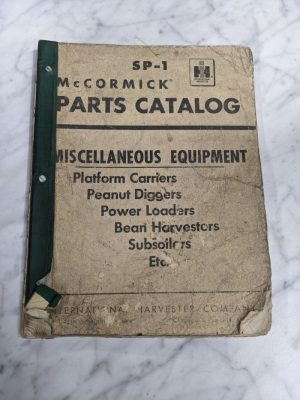 SP-1
McCORMICK
PARTS CATALOG
MISCELLANEOUS EQUIPMENT
Platform Carriers
Peanut Diggers
Power Loaders
Bean Harvestors
Subsoilers
Etc.
INTERNATIONAL HARVESTER COMPANY